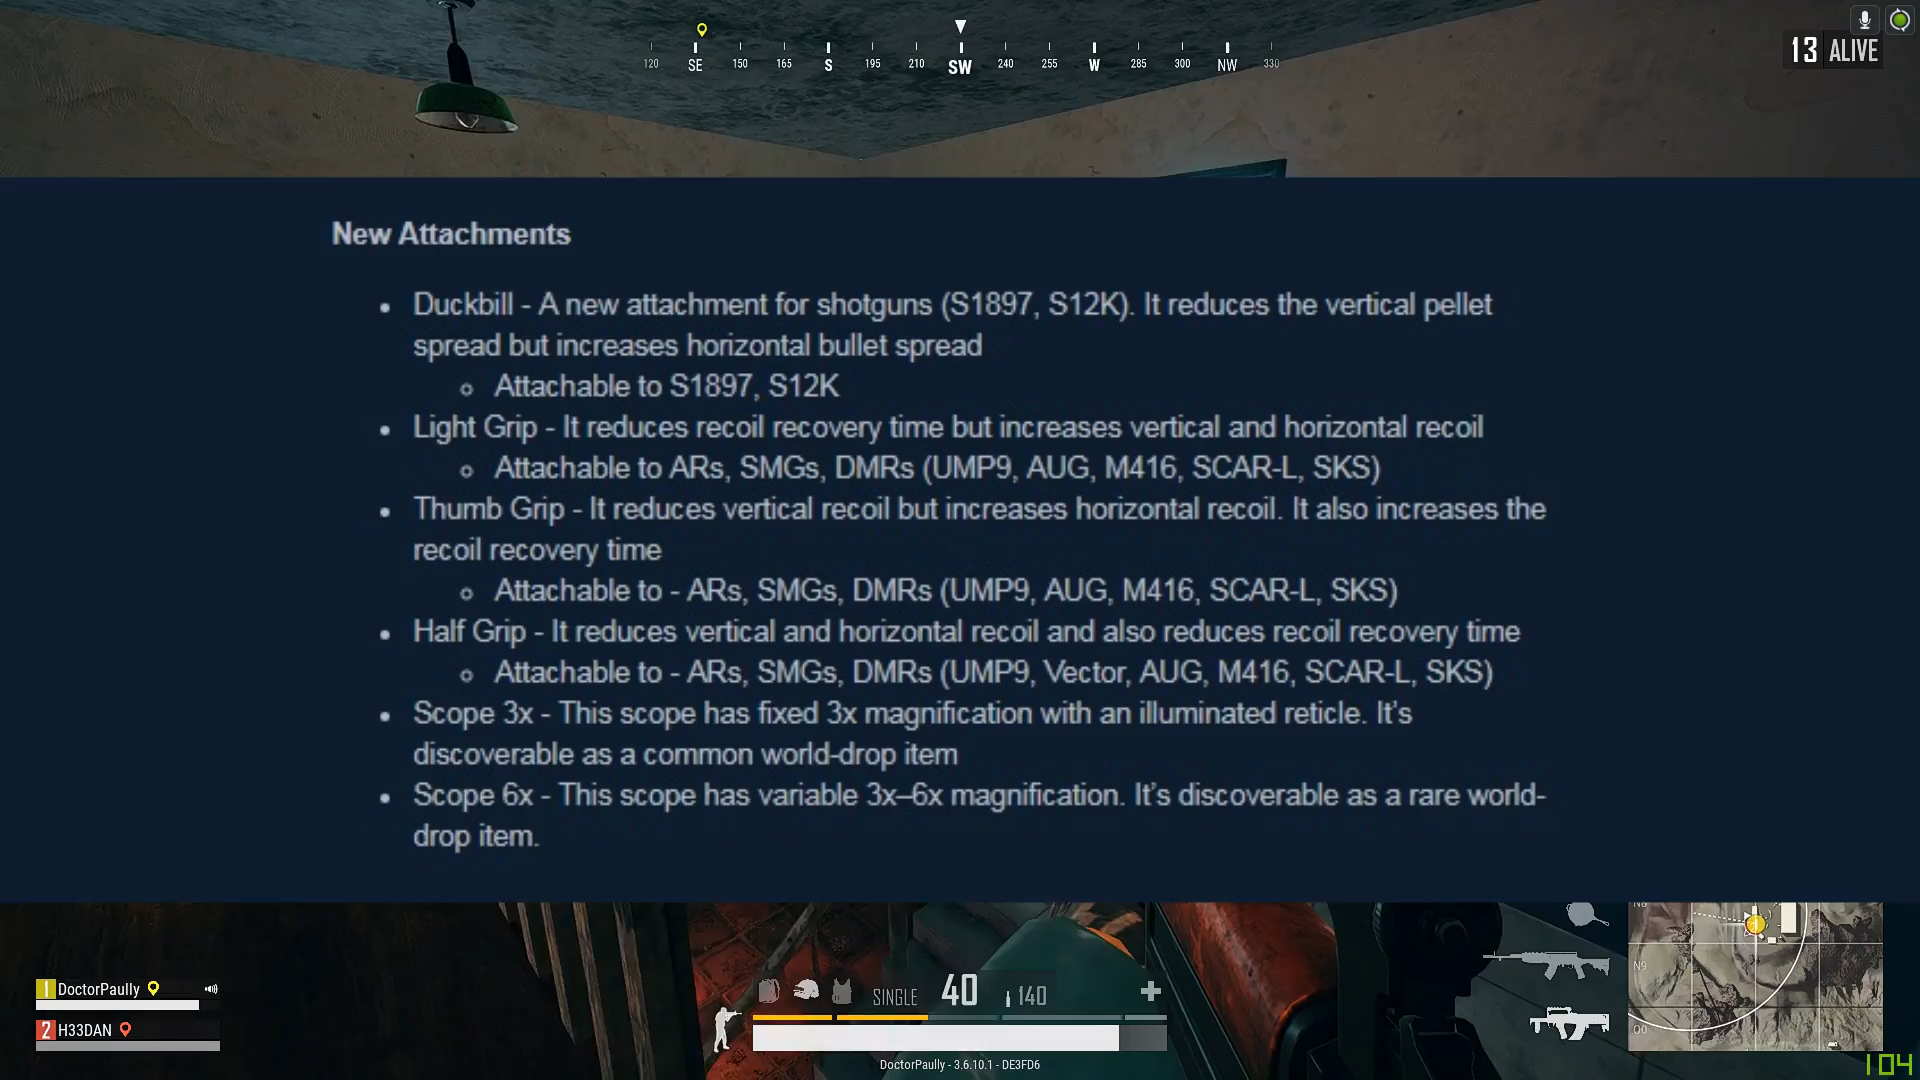 120 SE 150 165 S 195 210 SW 240 255 W 285 300 NW 330
13 ALIVE
New Attachments
Duckbill - A new attachment for shotguns (S1897, S12K). It reduces the vertical pellet
spread but increases horizontal bullet spread
Attachable to S1897, S12K
Light Grip - It reduces recoil recovery time but increases vertical and horizontal recoil
Attachable to ARs, SMGs, DMRs (UMP9, AUG, M416, SCAR-L, SKS)
Thumb Grip - It reduces vertical recoil but increases horizontal recoil. It also increases the
recoil recovery time
Attachable to - ARs, SMGs, DMRs (UMP9, AUG, M416, SCAR-L, SKS)
Half Grip - It reduces vertical and horizontal recoil and also reduces recoil recovery time
Attachable to - ARs, SMGs, DMRs (UMP9, Vector, AUG, M416, SCAR-L, SKS)
Scope 3x - This scope has fixed 3x magnification with an illuminated reticle. It's
discoverable as a common world-drop item
Scope 6x - This scope has variable 3x–6x magnification. It's discoverable as a rare world-
drop item.
1 DoctorPaully
2 H33DAN
SINGLE 40 140
DoctorPaully - 3.6.10.1 - DE3FD6
N8
N9
O0
104